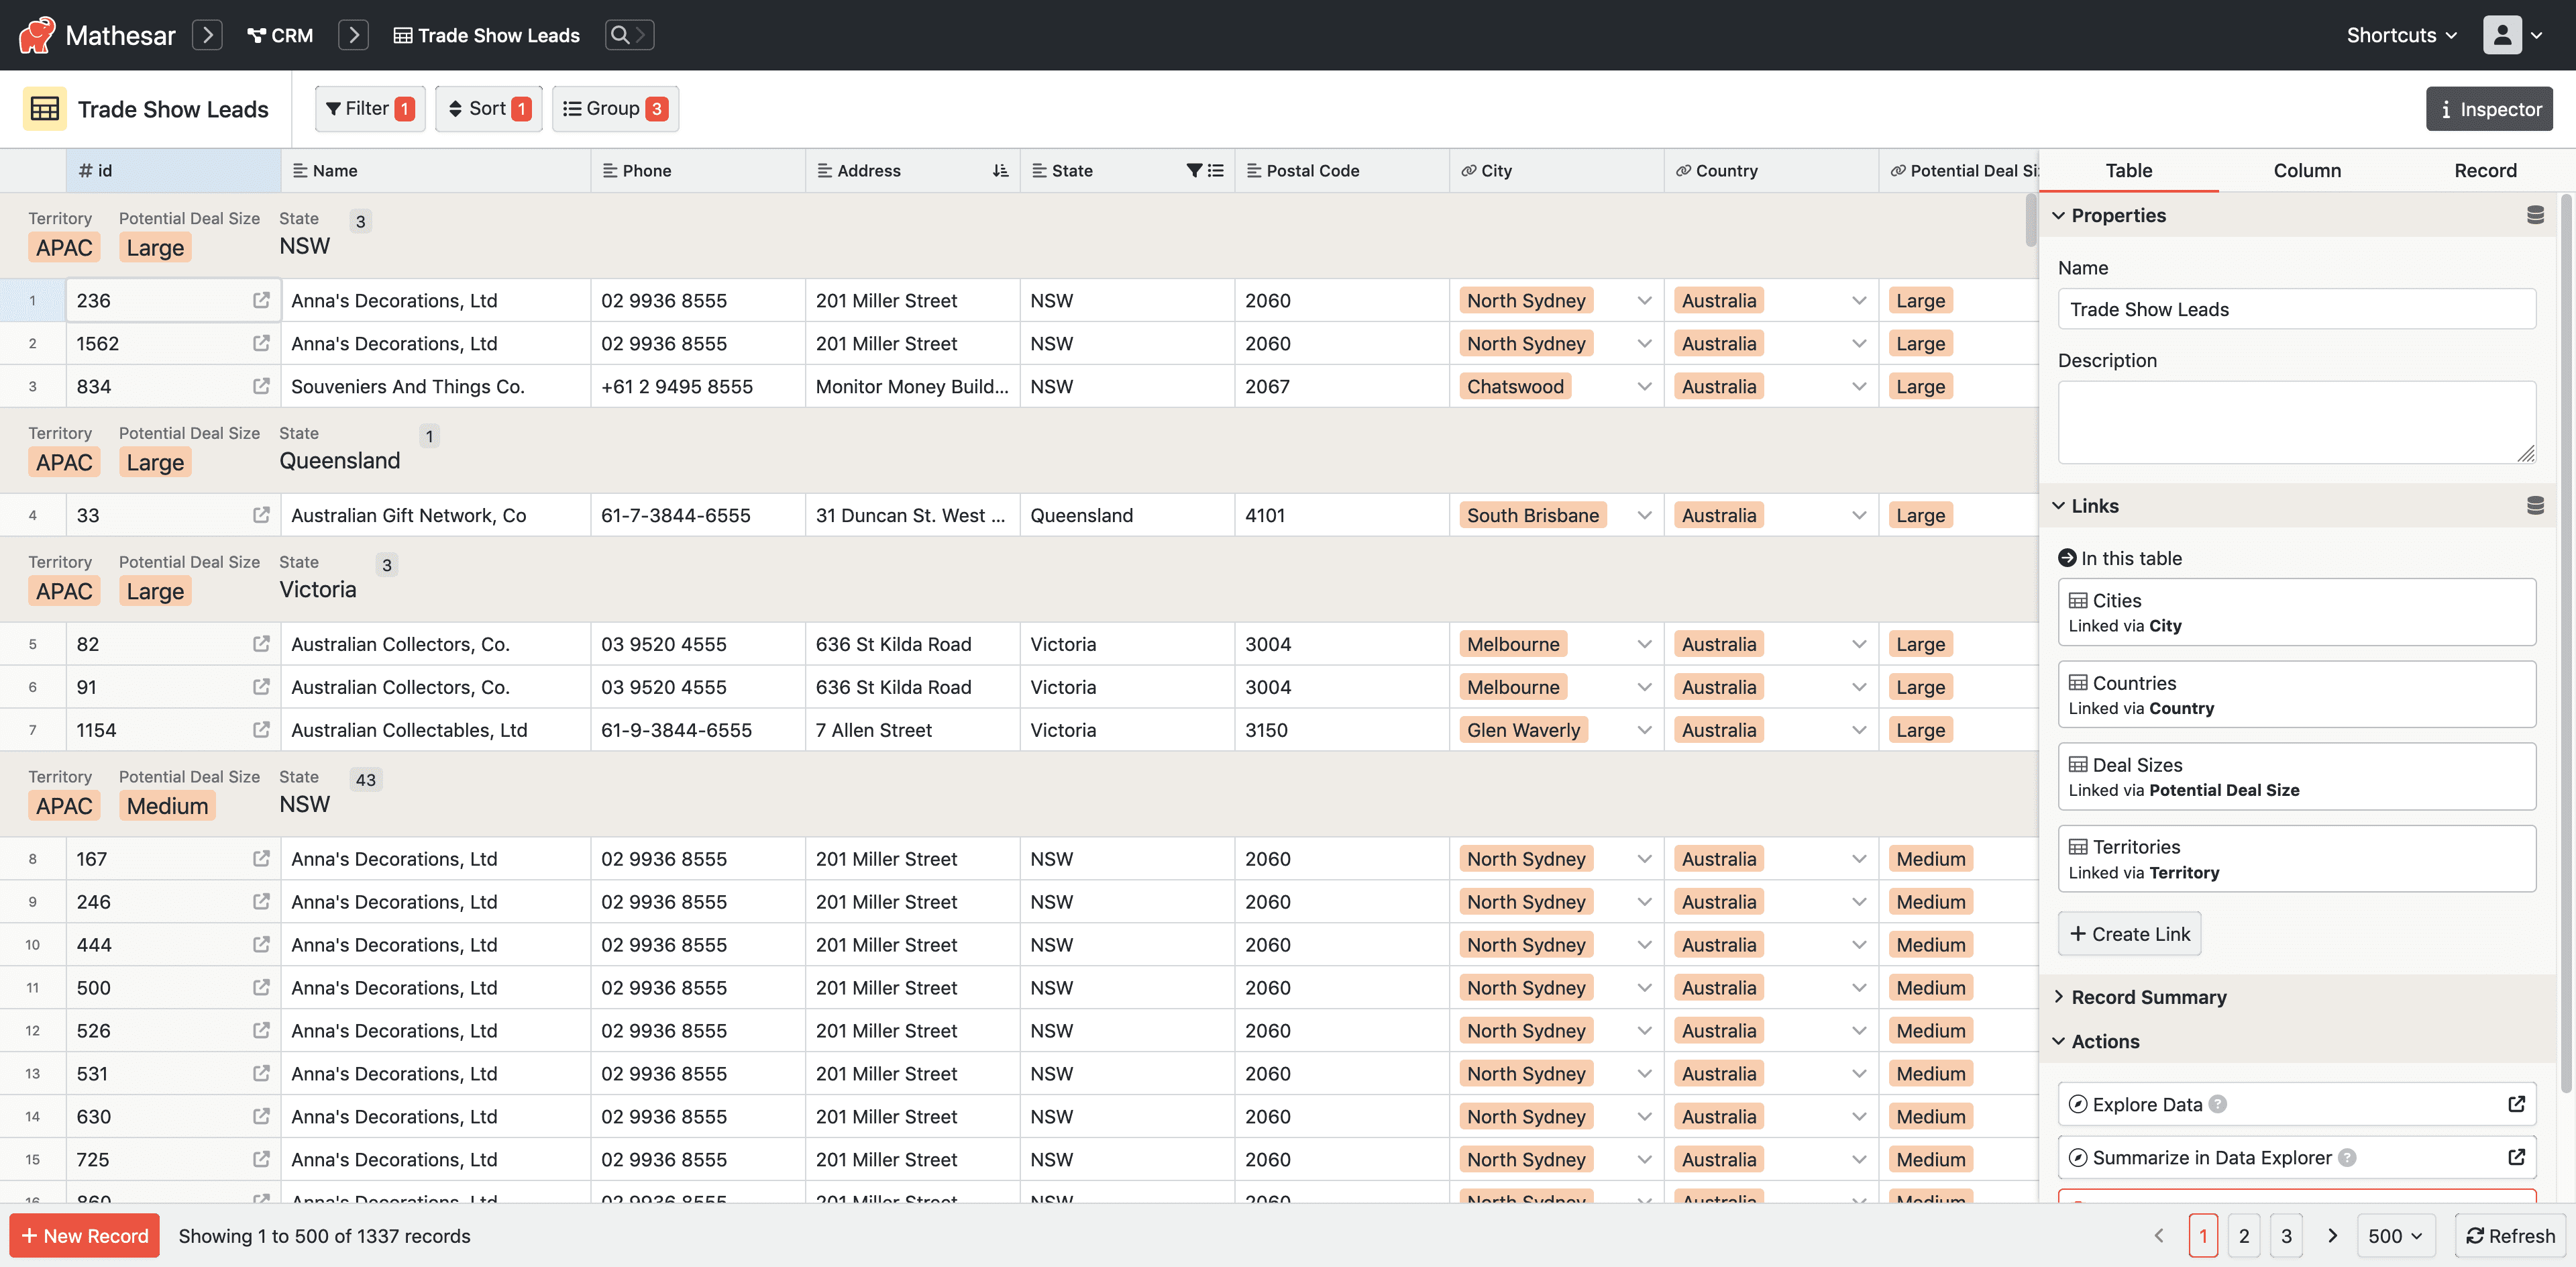 Mathesar CRM Trade Show Leads Shortcuts
Trade Show Leads Filter 1 Sort 1 Group 3 Inspector
# id Name Phone Address State Postal Code City Country Potential Deal Si
Territory Potential Deal Size State 3
APAC Large NSW
1 236 Anna's Decorations, Ltd 02 9936 8555 201 Miller Street NSW 2060 North Sydney Australia Large
2 1562 Anna's Decorations, Ltd 02 9936 8555 201 Miller Street NSW 2060 North Sydney Australia Large
3 834 Souveniers And Things Co. +61 2 9495 8555 Monitor Money Build... NSW 2067 Chatswood Australia Large
Territory Potential Deal Size State 1
APAC Large Queensland
4 33 Australian Gift Network, Co 61-7-3844-6555 31 Duncan St. West ... Queensland 4101 South Brisbane Australia Large
Territory Potential Deal Size State 3
APAC Large Victoria
5 82 Australian Collectors, Co. 03 9520 4555 636 St Kilda Road Victoria 3004 Melbourne Australia Large
6 91 Australian Collectors, Co. 03 9520 4555 636 St Kilda Road Victoria 3004 Melbourne Australia Large
7 1154 Australian Collectables, Ltd 61-9-3844-6555 7 Allen Street Victoria 3150 Glen Waverly Australia Large
Territory Potential Deal Size State 43
APAC Medium NSW
8 167 Anna's Decorations, Ltd 02 9936 8555 201 Miller Street NSW 2060 North Sydney Australia Medium
9 246 Anna's Decorations, Ltd 02 9936 8555 201 Miller Street NSW 2060 North Sydney Australia Medium
10 444 Anna's Decorations, Ltd 02 9936 8555 201 Miller Street NSW 2060 North Sydney Australia Medium
11 500 Anna's Decorations, Ltd 02 9936 8555 201 Miller Street NSW 2060 North Sydney Australia Medium
12 526 Anna's Decorations, Ltd 02 9936 8555 201 Miller Street NSW 2060 North Sydney Australia Medium
13 531 Anna's Decorations, Ltd 02 9936 8555 201 Miller Street NSW 2060 North Sydney Australia Medium
14 630 Anna's Decorations, Ltd 02 9936 8555 201 Miller Street NSW 2060 North Sydney Australia Medium
15 725 Anna's Decorations, Ltd 02 9936 8555 201 Miller Street NSW 2060 North Sydney Australia Medium
16 860 Anna's Decorations, Ltd 02 9936 8555 201 Miller Street NSW 2060 North Sydney Australia Medium
Table Column Record
Properties
Name
Trade Show Leads
Description
Links
In this table
Cities
Linked via City
Countries
Linked via Country
Deal Sizes
Linked via Potential Deal Size
Territories
Linked via Territory
+ Create Link
Record Summary
Actions
Explore Data ?
Summarize in Data Explorer ?
+ New Record Showing 1 to 500 of 1337 records 1 2 3 500 Refresh